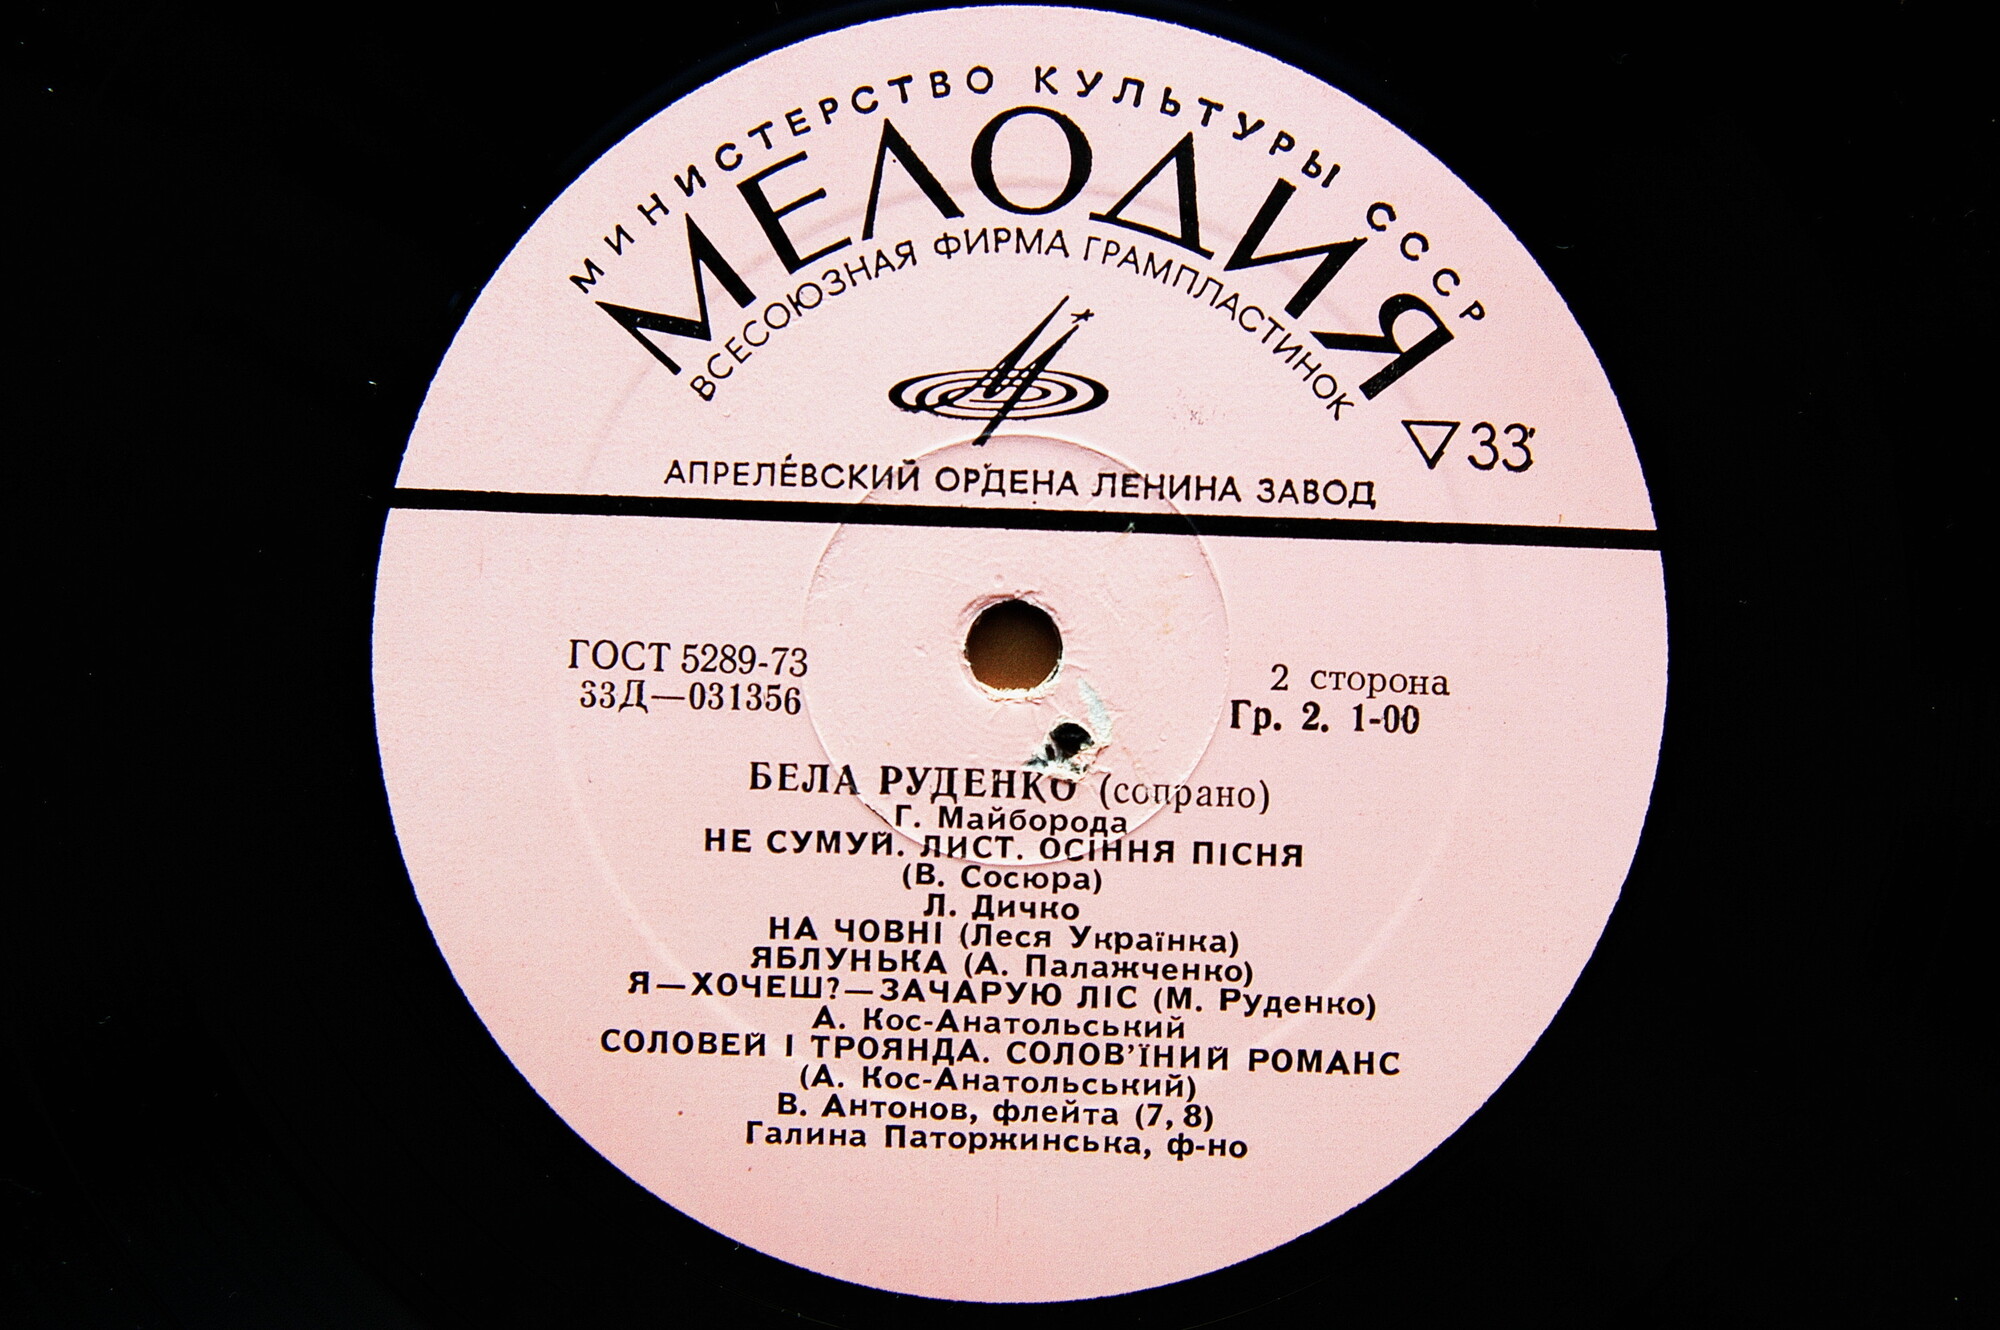 МИНИСТЕРСТВО КУЛЬТУРЫ СССР
МЕЛОДИЯ
ВСЕСОЮЗНАЯ ФИРМА ГРАМПЛАСТИНОК
33
АПРЕЛЕ́ВСКИЙ ОРДЕНА ЛЕНИНА ЗАВОД
ГОСТ 5289-73
33Д—031356
2 сторона
Гр. 2. 1-00
БЕЛА РУДЕНКО (сопрано)
Г. Майборода
НЕ СУМУЙ. ЛИСТ. ОСІННЯ ПІСНЯ
(В. Сосюра)
Л. Дичко
НА ЧОВНІ (Леся Українка)
ЯБЛУНЬКА (А. Палажченко)
Я—ХОЧЕШ?—ЗАЧАРУЮ ЛІС (М. Руденко)
А. Кос-Анатольський
СОЛОВЕЙ І ТРОЯНДА. СОЛОВ’ЇНИЙ РОМАНС
(А. Кос-Анатольський)
В. Антонов, флейта (7, 8)
Галина Паторжинська, ф-но